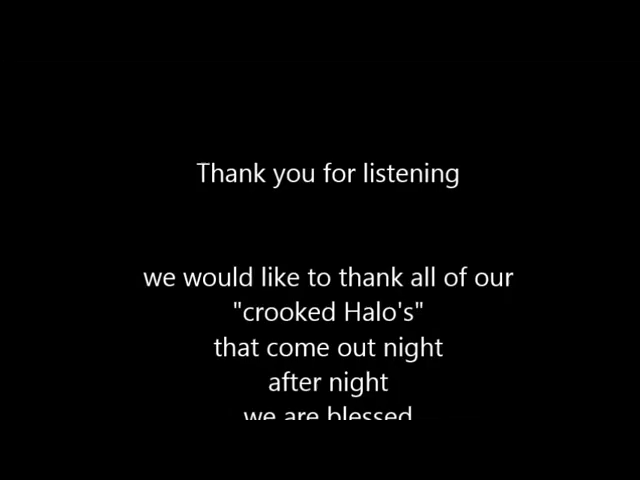 Thank you for listening
we would like to thank all of our
"crooked Halo's"
that come out night
after night
we are blessed